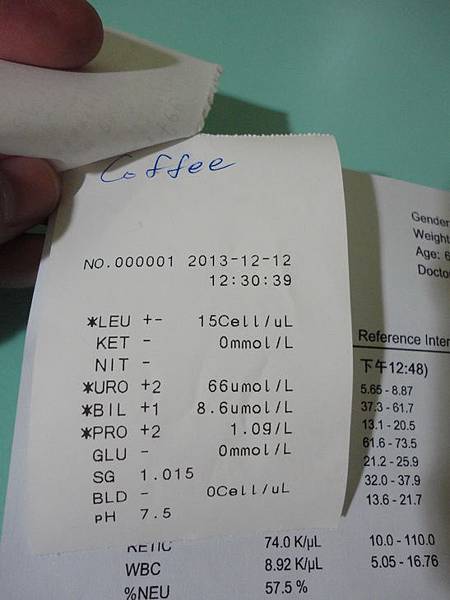 Coffee
NO.000001 2013-12-12
12:30:39
*LEU +- 15Cell/uL
KET - 0mmol/L
NIT -
*URO +2 66umol/L
*BIL +1 8.6umol/L
*PRO +2 1.0g/L
GLU - 0mmol/L
SG 1.015
BLD - 0Cell/uL
pH 7.5
Gender
Weight
Age: 6
Docto
Reference Inter
下午12:48)
5.65 - 8.87
37.3 - 61.7
13.1 - 20.5
61.6 - 73.5
21.2 - 25.9
32.0 - 37.9
13.6 - 21.7
RETIC 74.0 K/µL 10.0 - 110.0
WBC 8.92 K/µL 5.05 - 16.76
%NEU 57.5 %